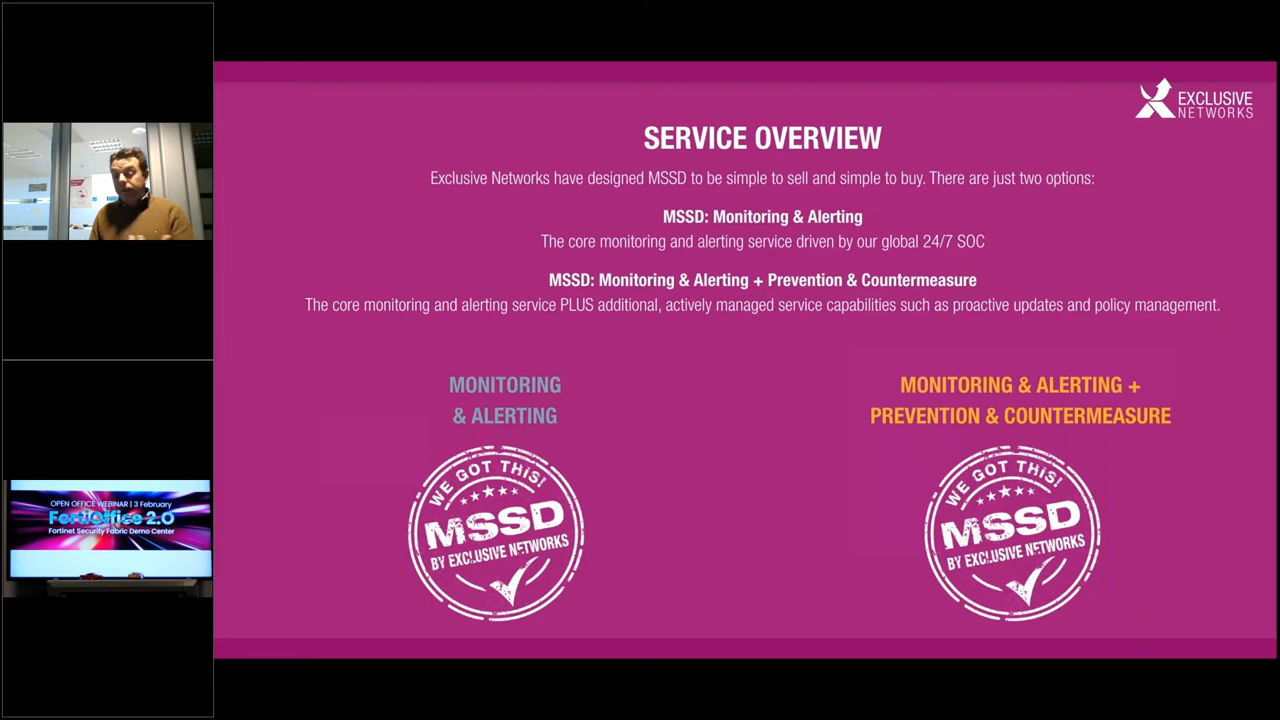 EXCLUSIVE
NETWORKS
SERVICE OVERVIEW
Exclusive Networks have designed MSSD to be simple to sell and simple to buy. There are just two options:
MSSD: Monitoring & Alerting
The core monitoring and alerting service driven by our global 24/7 SOC
MSSD: Monitoring & Alerting + Prevention & Countermeasure
The core monitoring and alerting service PLUS additional, actively managed service capabilities such as proactive updates and policy management.
MONITORING
& ALERTING
WE GOT THIS!
MSSD
BY EXCLUSIVE NETWORKS
MONITORING & ALERTING +
PREVENTION & COUNTERMEASURE
WE GOT THIS!
MSSD
BY EXCLUSIVE NETWORKS
OPEN OFFICE WEBINAR | 3 February
FortiOffice 2.0
Fortinet Security Fabric Demo Center